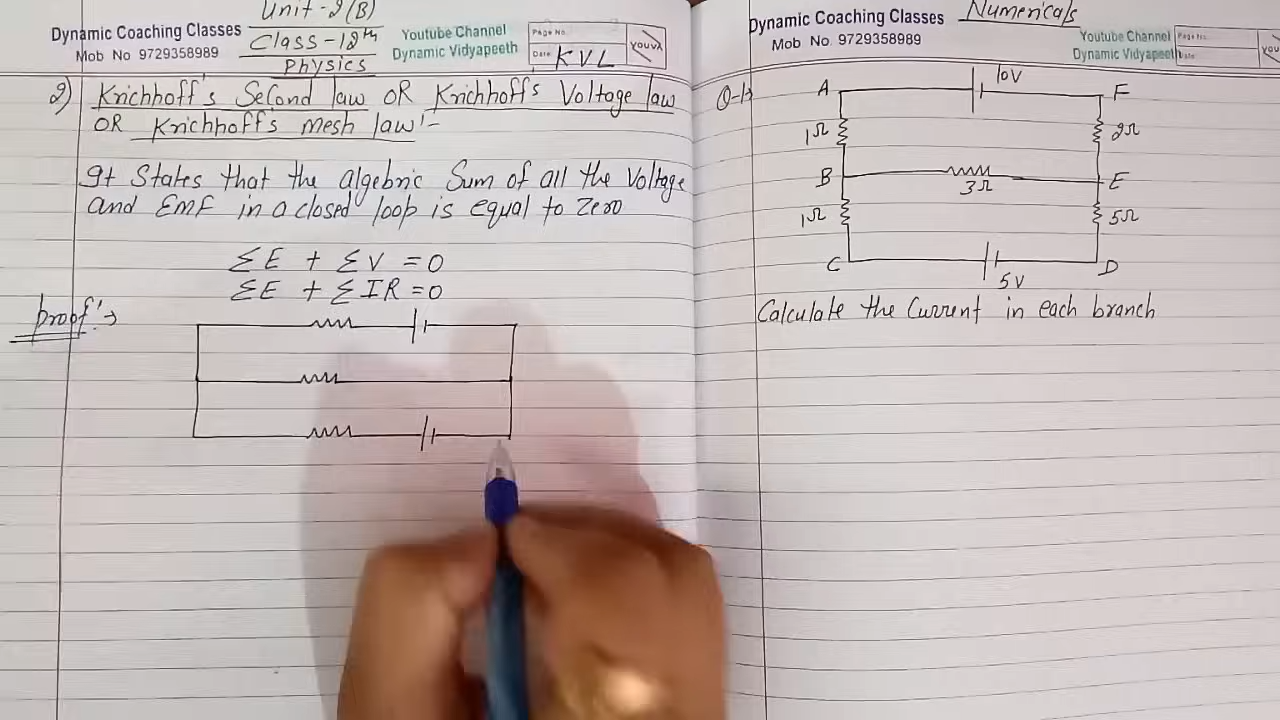 Unit-2(B)
Dynamic Coaching Classes
Mob No. 9729358989
Class-12th
Physics
Youtube Channel
Dynamic Vidyapeeth
Page No.
Date
KVL
youva
2) Krichhoff's Second law OR Krichhoff's Voltage law
OR Krichhoff's mesh law:-
It States that the algebric Sum of all the Voltage
and EMF in a closed loop is equal to Zero
ΣE + ΣV = 0
ΣE + ΣIR = 0
proof:→
Dynamic Coaching Classes
Mob No. 9729358989
Numericals
Youtube Channel
Dynamic Vidyapeeth
Page No.
Date
you
Q-1)
A
10V
F
1Ω
2Ω
B
3Ω
E
1Ω
5Ω
C
5V
D
Calculate the Current in each branch